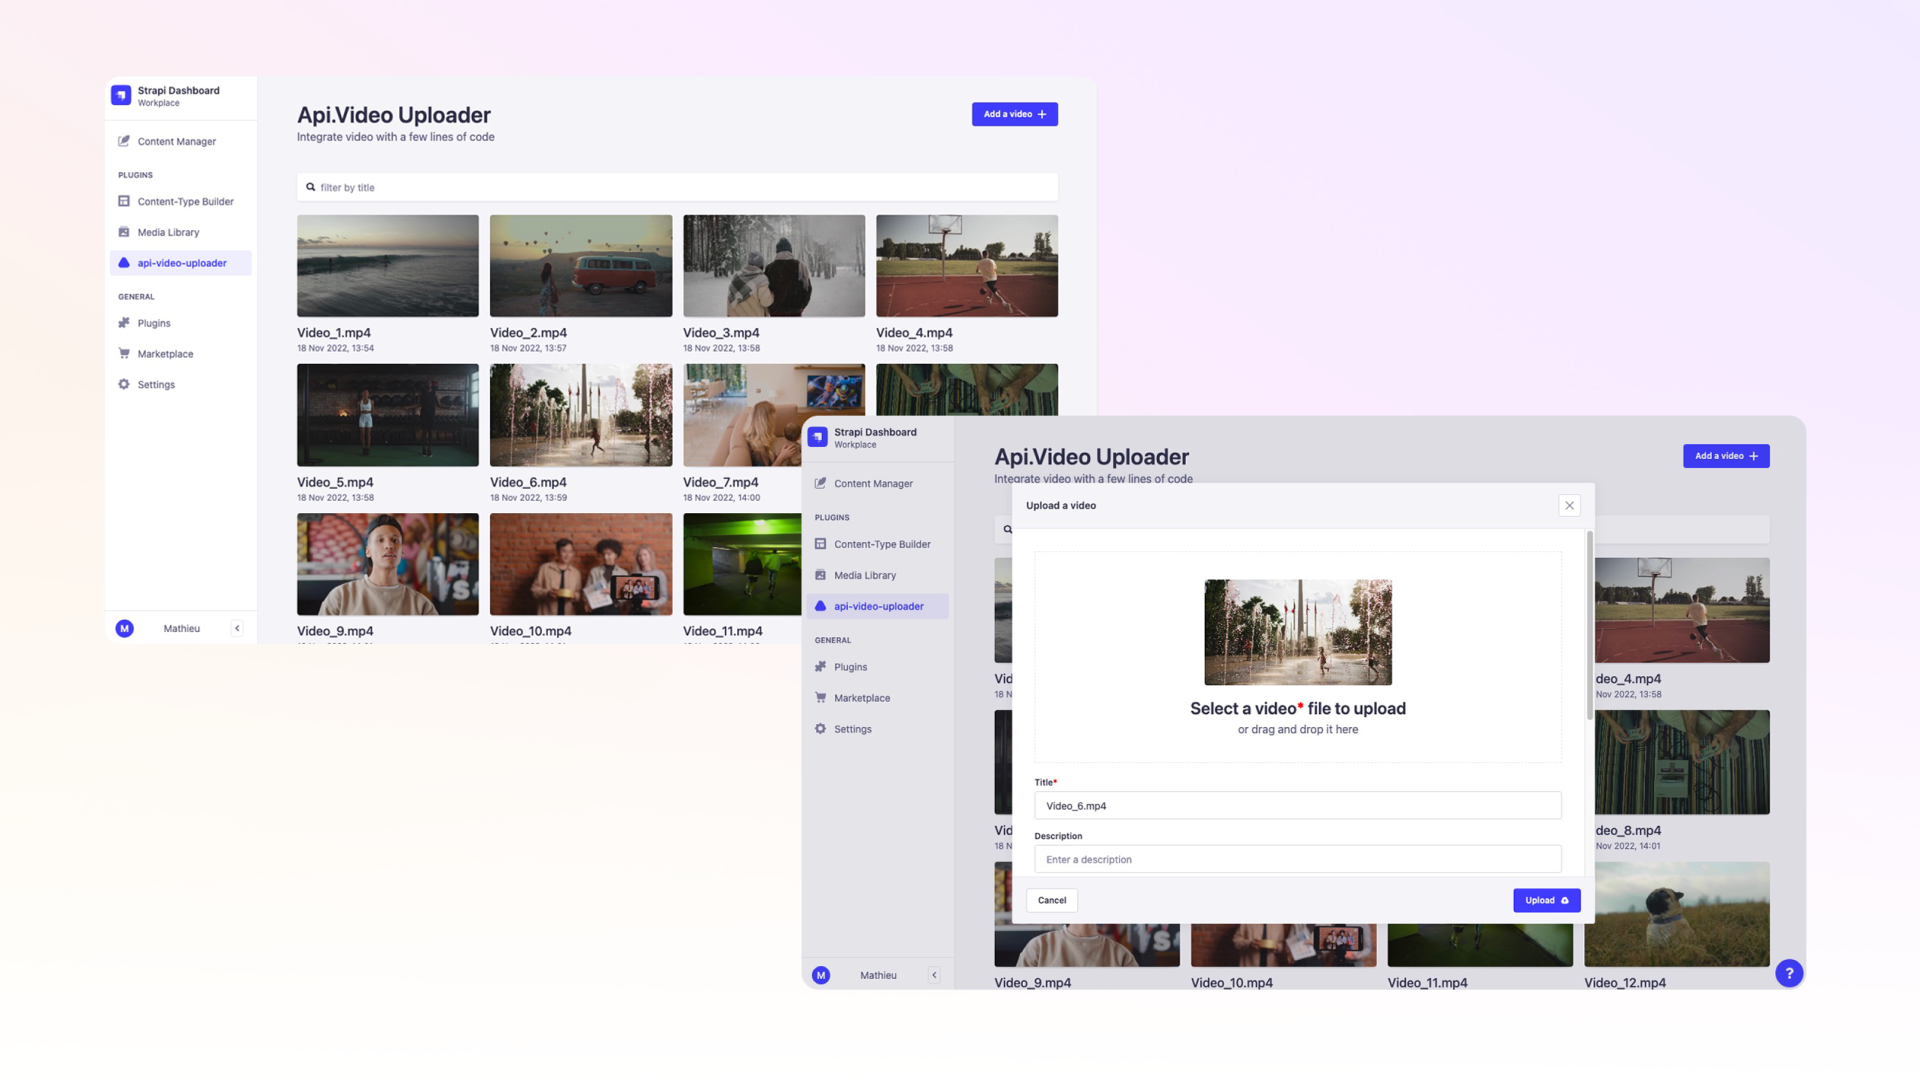 Strapi Dashboard
Workplace
Content Manager
PLUGINS
Content-Type Builder
Media Library
api-video-uploader
GENERAL
Plugins
Marketplace
Settings
M
Mathieu
Api.Video Uploader
Integrate video with a few lines of code
Add a video
filter by title
Video_1.mp4
18 Nov 2022, 13:54
Video_2.mp4
18 Nov 2022, 13:57
Video_3.mp4
18 Nov 2022, 13:58
Video_4.mp4
18 Nov 2022, 13:58
Video_5.mp4
18 Nov 2022, 13:58
Video_6.mp4
18 Nov 2022, 13:59
Video_7.mp4
18 Nov 2022, 14:00
Video_9.mp4
Video_10.mp4
Video_11.mp4
Strapi Dashboard
Workplace
Content Manager
PLUGINS
Content-Type Builder
Media Library
api-video-uploader
GENERAL
Plugins
Marketplace
Settings
M
Mathieu
Api.Video Uploader
Integrate video with a few lines of code
Add a video
Upload a video
Select a video* file to upload
or drag and drop it here
Title*
Video_6.mp4
Description
Enter a description
Cancel
Upload
Vid
18 N
deo_4.mp4
Nov 2022, 13:58
Vid
18 N
deo_8.mp4
Nov 2022, 14:01
Video_9.mp4
Video_10.mp4
Video_11.mp4
Video_12.mp4
?